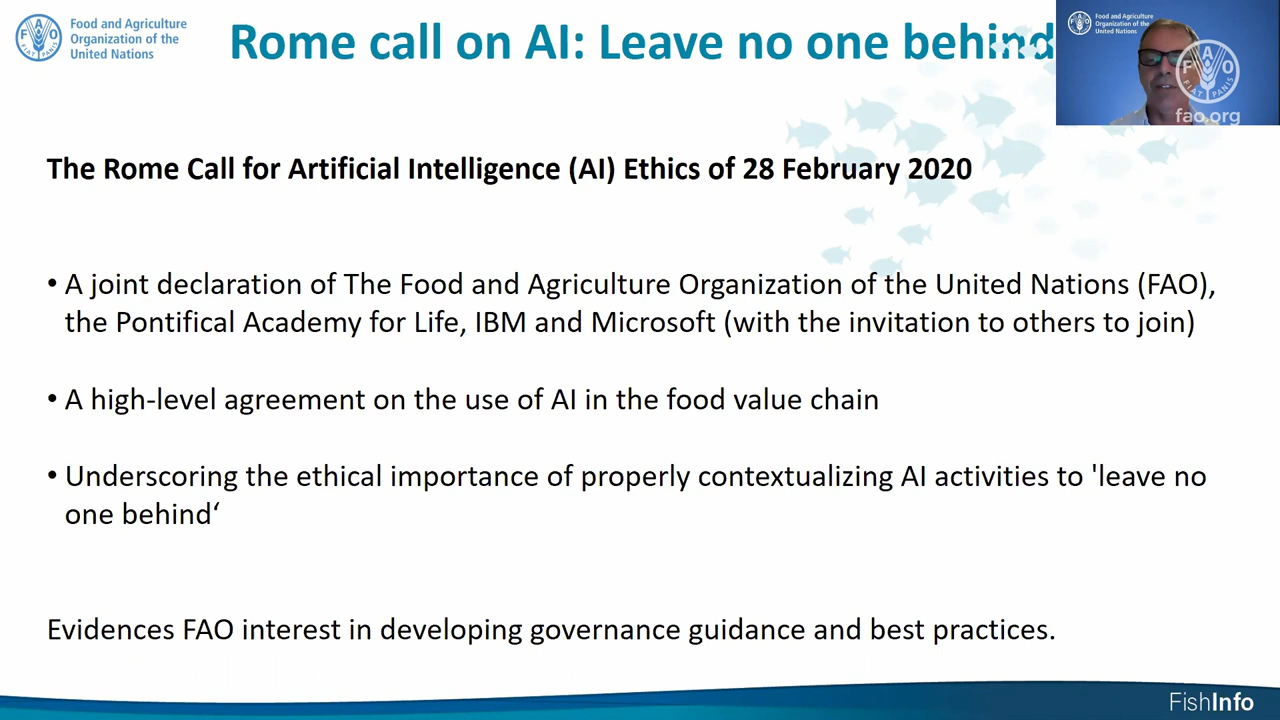 Food and Agriculture
Organization of the
United Nations
Rome call on AI: Leave no one behind
Food and Agriculture
Organization of the
United Nations
FAO
FIAT PANIS
fao.org
The Rome Call for Artificial Intelligence (AI) Ethics of 28 February 2020
• A joint declaration of The Food and Agriculture Organization of the United Nations (FAO),
the Pontifical Academy for Life, IBM and Microsoft (with the invitation to others to join)
• A high-level agreement on the use of AI in the food value chain
• Underscoring the ethical importance of properly contextualizing AI activities to 'leave no
one behind‘
Evidences FAO interest in developing governance guidance and best practices.
FishInfo